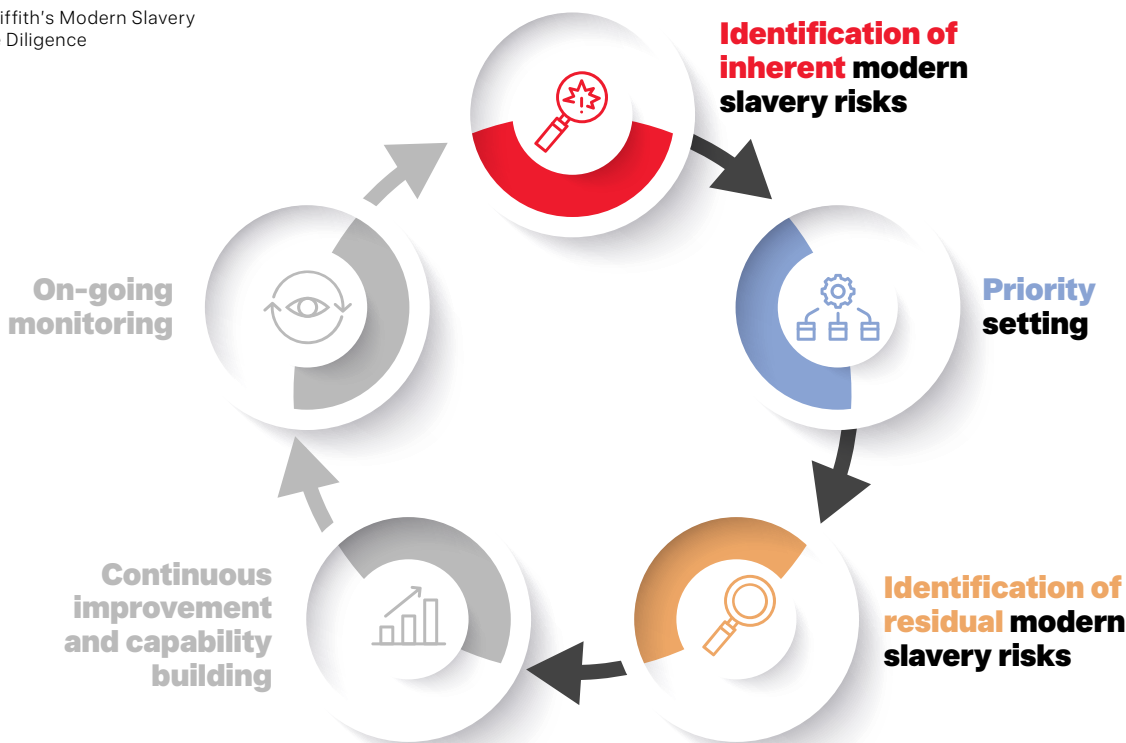 iffith's Modern Slavery
Diligence
Identification of
inherent modern
slavery risks
Priority
setting
Identification of
residual modern
slavery risks
Continuous
improvement
and capability
building
On-going
monitoring